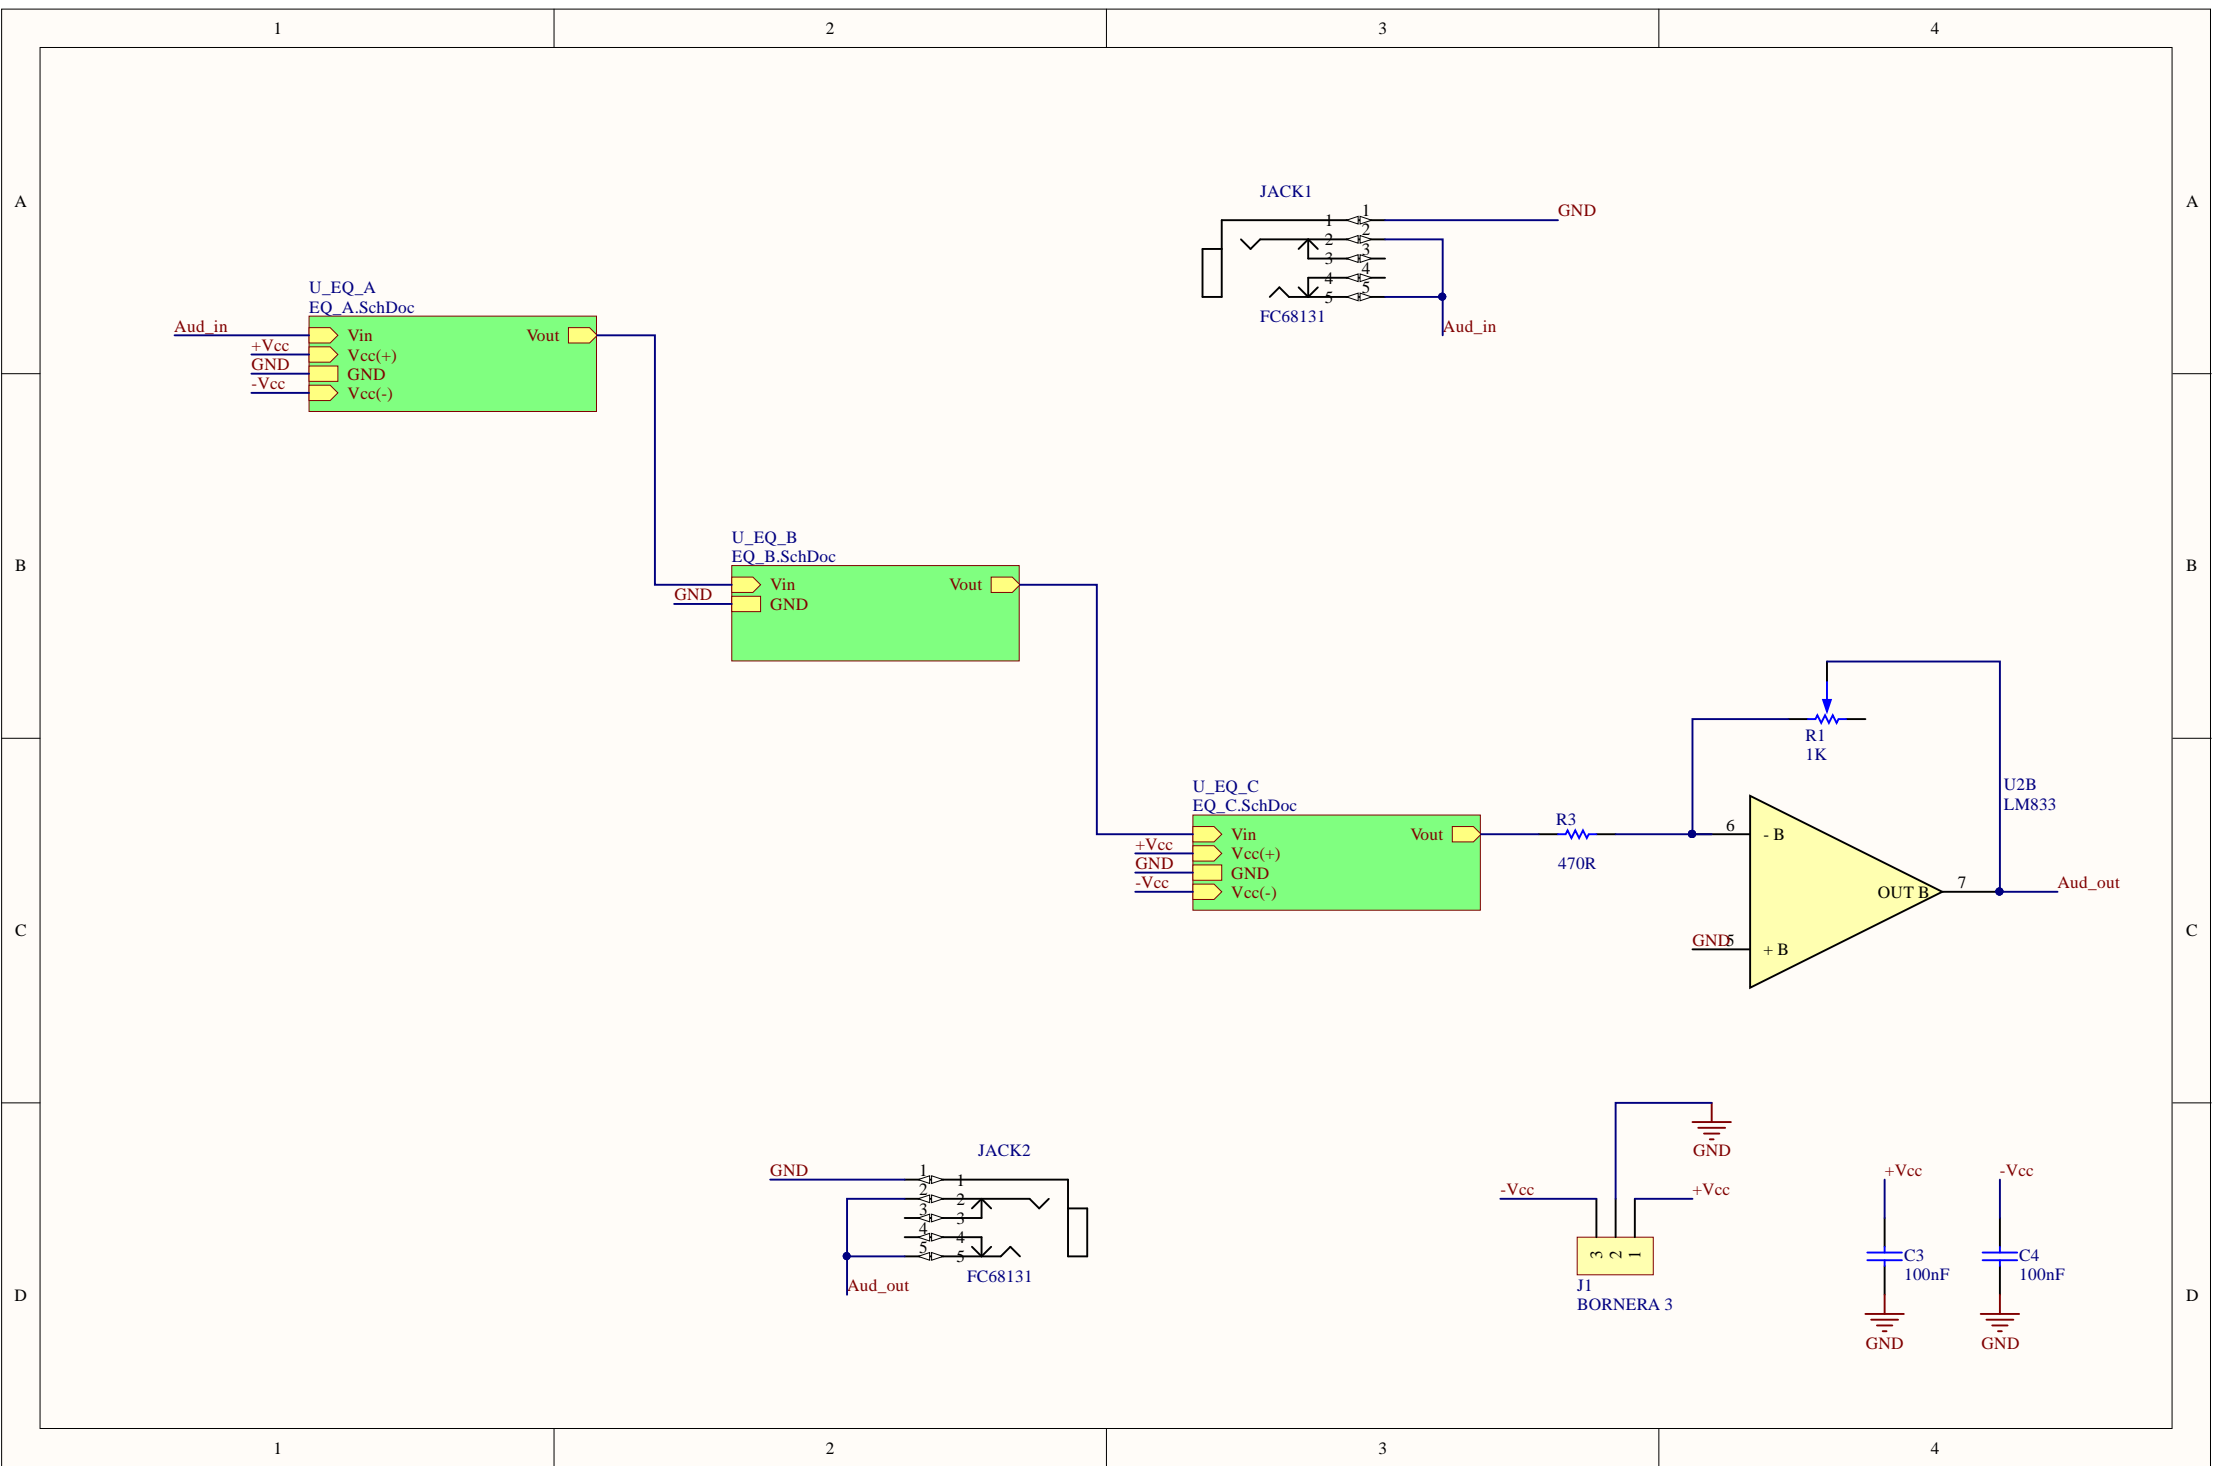 1 2 3 4
A A
JACK1
1 1 GND
2 2
3 3
4 4
5 5
FC68131
Aud_in
U_EQ_A
EQ_A.SchDoc
Aud_in Vin Vout
+Vcc Vcc(+)
GND GND
-Vcc Vcc(-)
B B
U_EQ_B
EQ_B.SchDoc
Vin Vout
GND GND
R1
1K
U2B
LM833
U_EQ_C
EQ_C.SchDoc
Vin Vout
+Vcc Vcc(+)
GND GND
-Vcc Vcc(-)
R3
470R
6 - B
OUT B 7 Aud_out
GND 5 + B
C C
JACK2
GND 1 1
2 2
3 3
4 4
5 5
FC68131
Aud_out
GND
-Vcc +Vcc
3 2 1
J1
BORNERA 3
+Vcc
C3
100nF
GND
-Vcc
C4
100nF
GND
D D
1 2 3 4